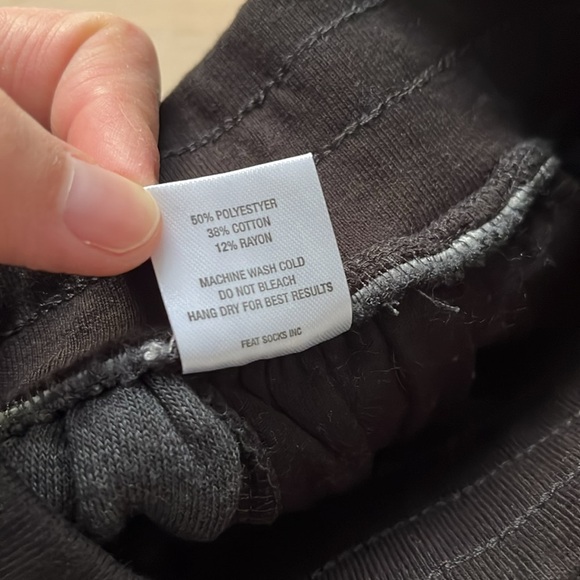 50% POLYESTYER
38% COTTON
12% RAYON
MACHINE WASH COLD
DO NOT BLEACH
HANG DRY FOR BEST RESULTS
FEAT SOCKS INC